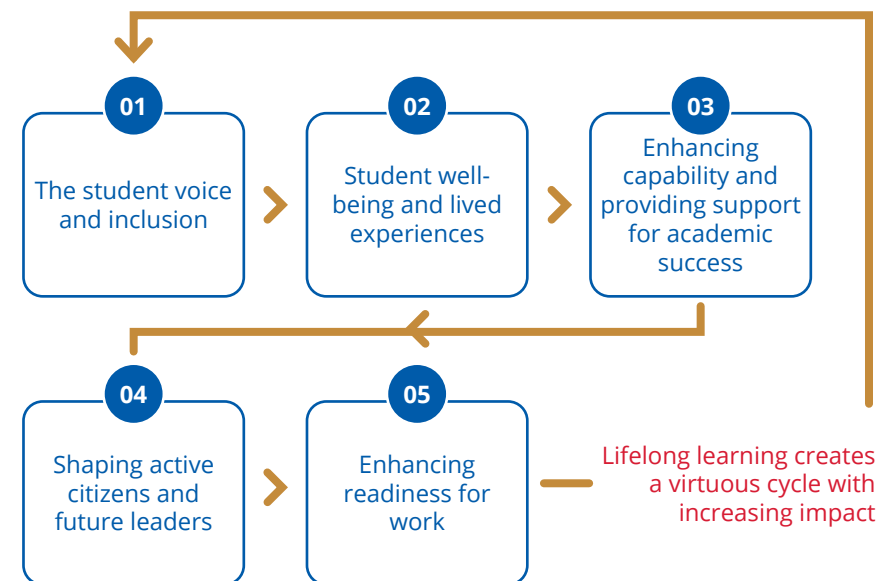 01
The student voice
and inclusion
02
Student well-
being and lived
experiences
03
Enhancing
capability and
providing support
for academic
success
04
Shaping active
citizens and
future leaders
05
Enhancing
readiness for
work
Lifelong learning creates
a virtuous cycle with
increasing impact